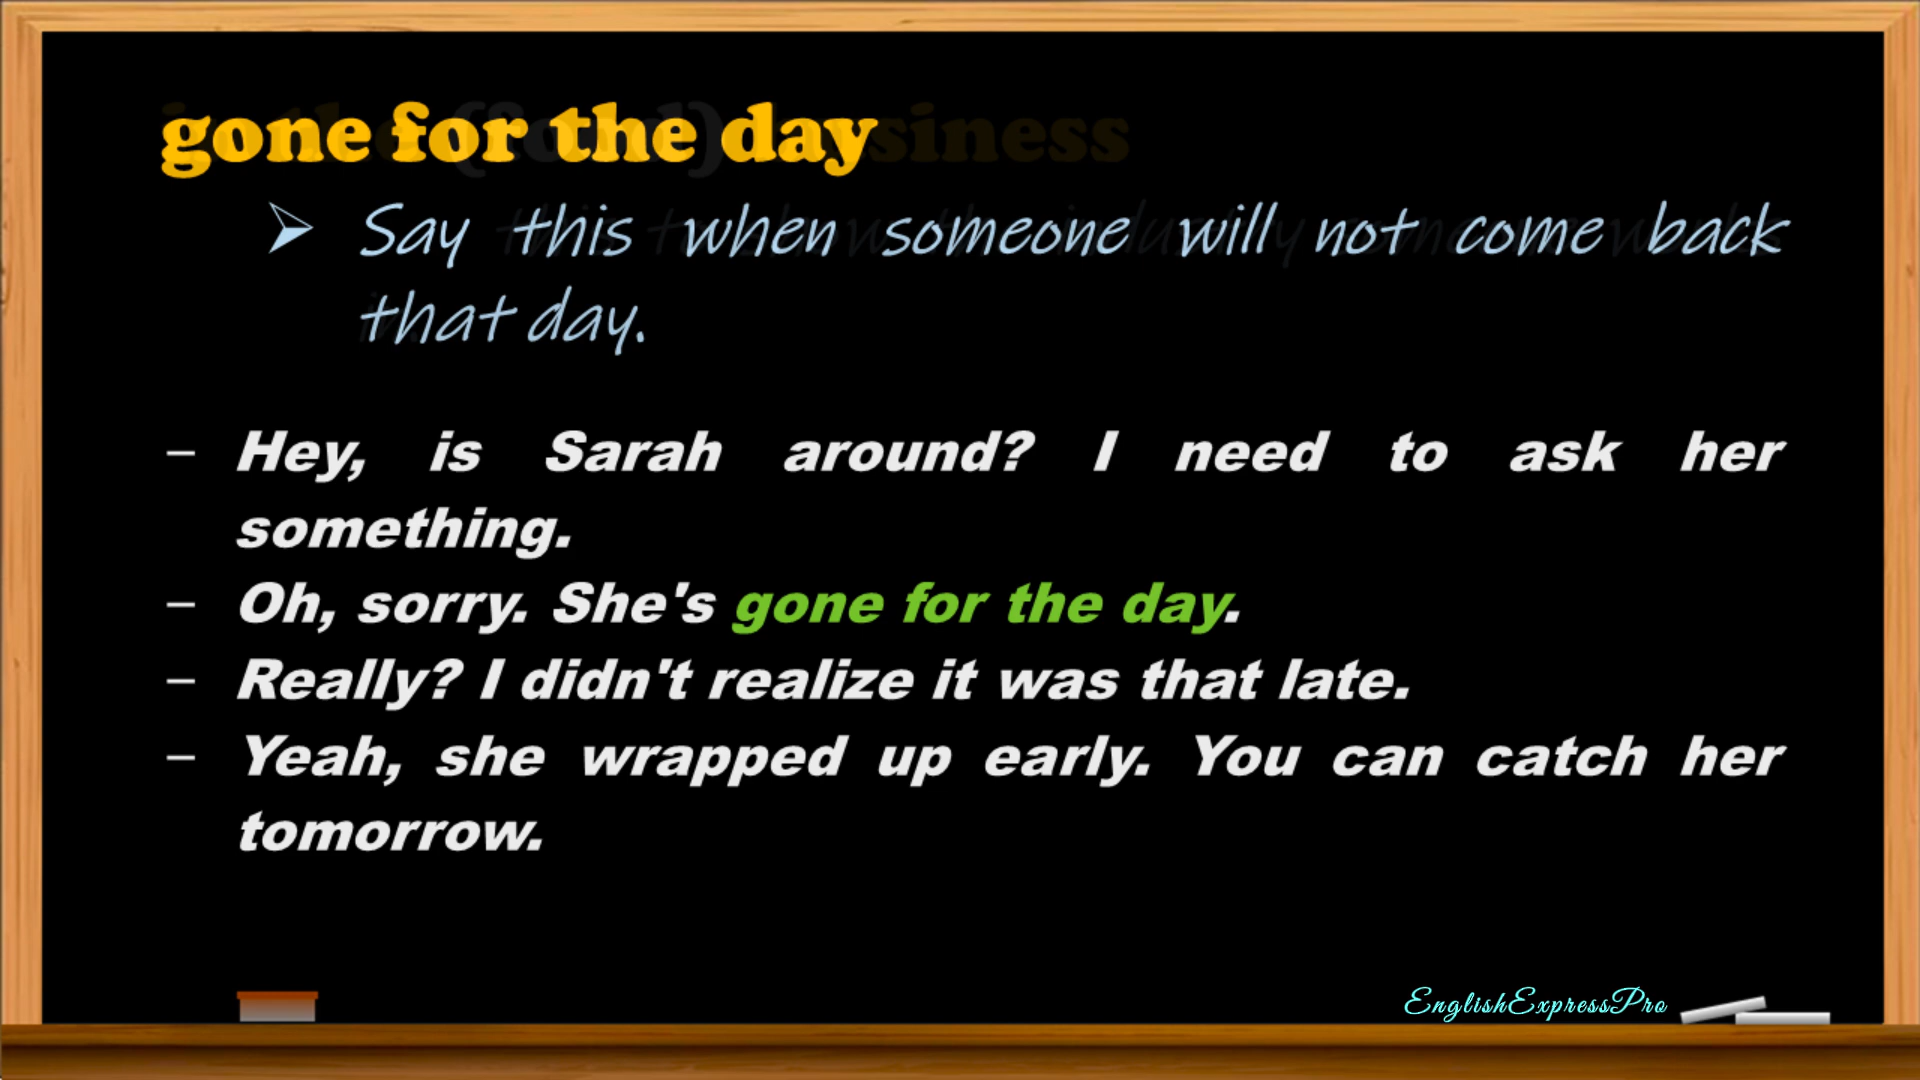 gone for the day
➢ Say this when someone will not come back
that day.
– Hey, is Sarah around? I need to ask her
something.
– Oh, sorry. She's gone for the day.
– Really? I didn't realize it was that late.
– Yeah, she wrapped up early. You can catch her
tomorrow.
EnglishExpressPro